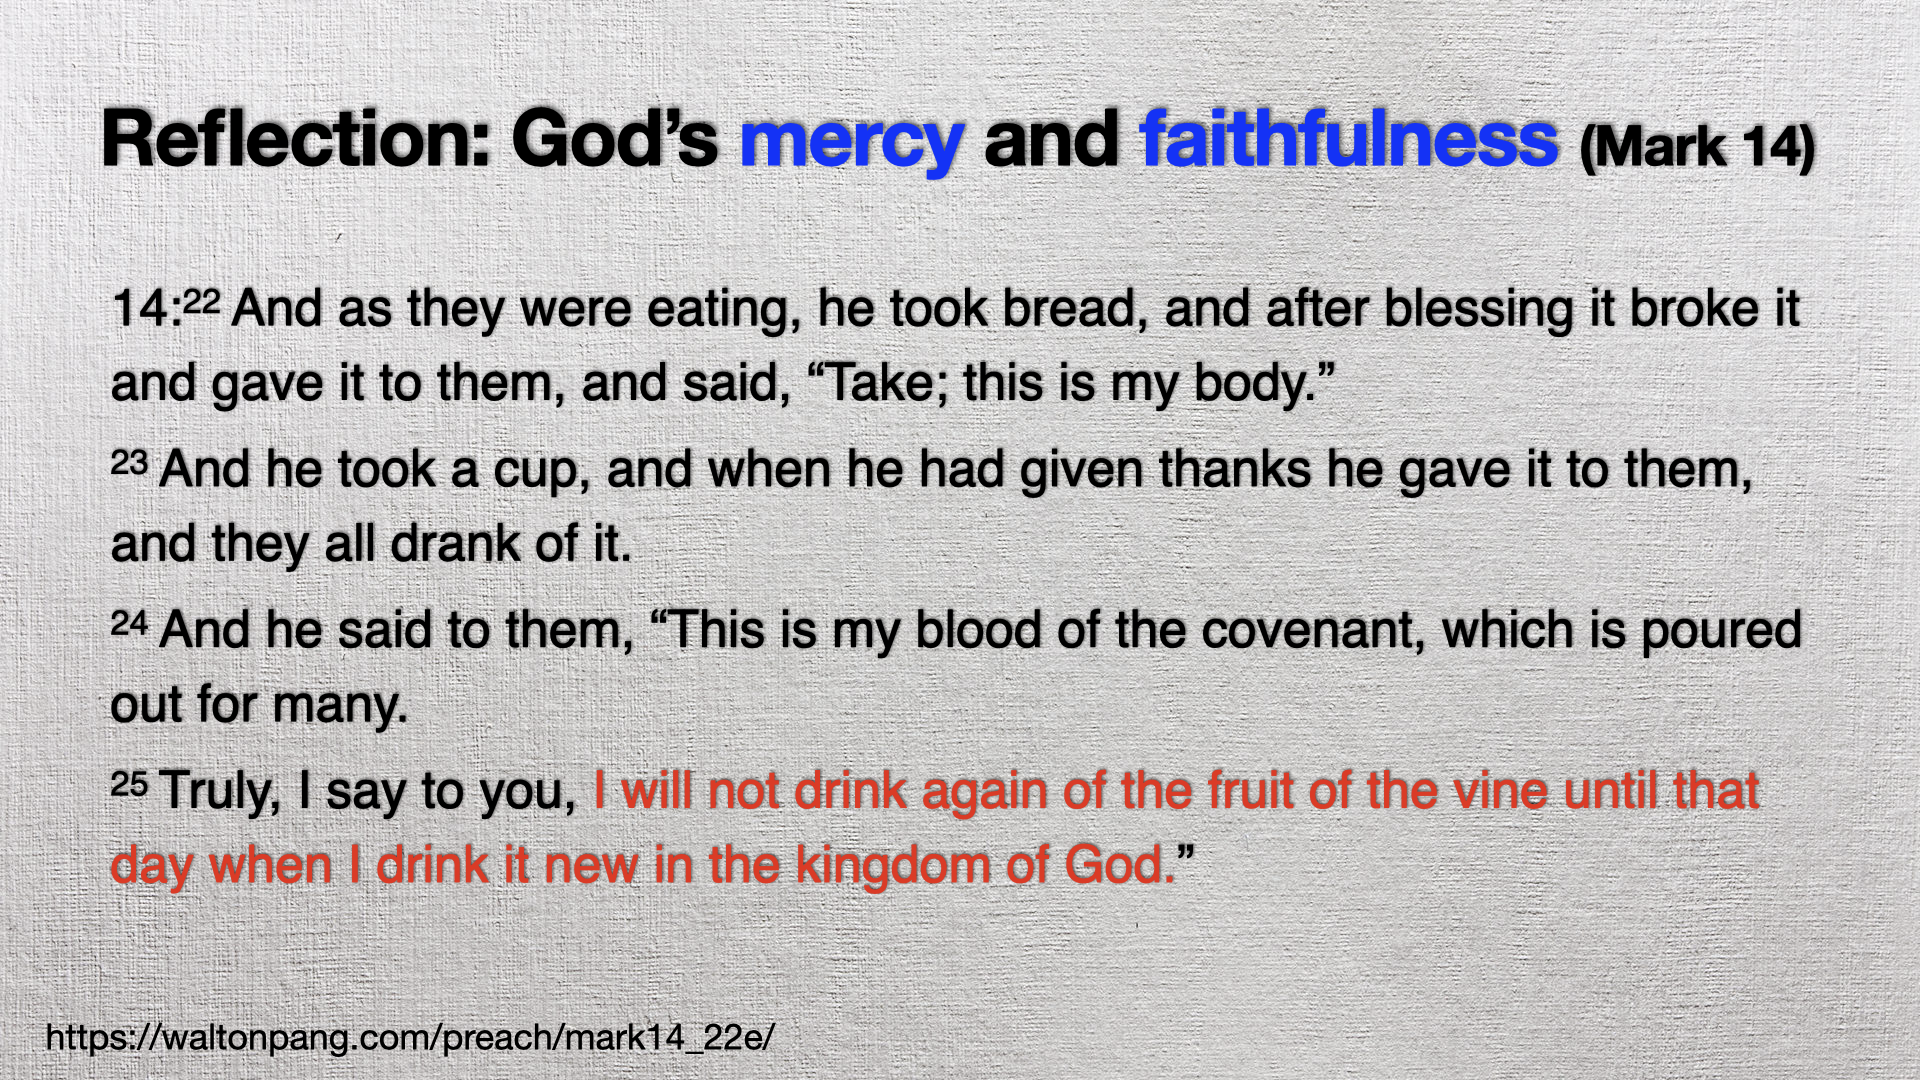 Reflection: God’s mercy and faithfulness (Mark 14)
14:22 And as they were eating, he took bread, and after blessing it broke it
and gave it to them, and said, “Take; this is my body.”
23 And he took a cup, and when he had given thanks he gave it to them,
and they all drank of it.
24 And he said to them, “This is my blood of the covenant, which is poured
out for many.
25 Truly, I say to you, I will not drink again of the fruit of the vine until that
day when I drink it new in the kingdom of God.”
https://waltonpang.com/preach/mark14_22e/